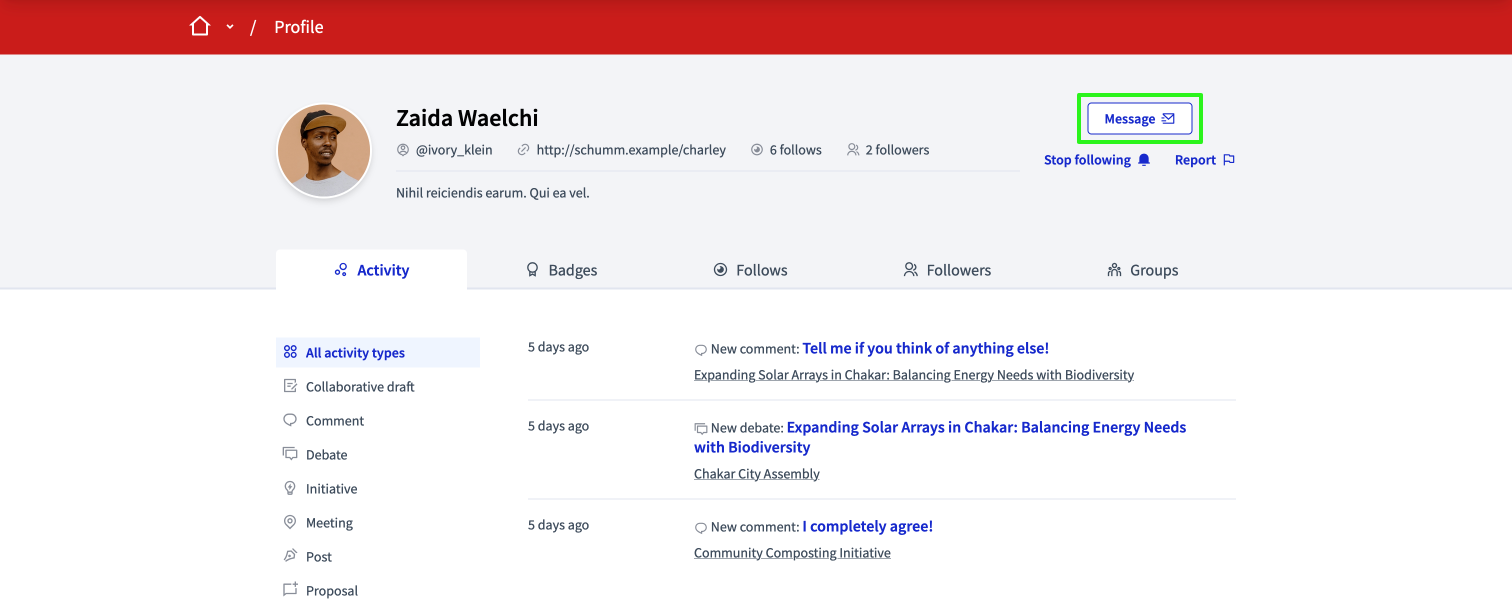 / Profile
Zaida Waelchi
@ivory_klein http://schumm.example/charley 6 follows 2 followers
Nihil reiciendis earum. Qui ea vel.
Message
Stop following Report
Activity Badges Follows Followers Groups
All activity types
Collaborative draft
Comment
Debate
Initiative
Meeting
Post
Proposal
5 days ago
New comment: Tell me if you think of anything else!
Expanding Solar Arrays in Chakar: Balancing Energy Needs with Biodiversity
5 days ago
New debate: Expanding Solar Arrays in Chakar: Balancing Energy Needs
with Biodiversity
Chakar City Assembly
5 days ago
New comment: I completely agree!
Community Composting Initiative